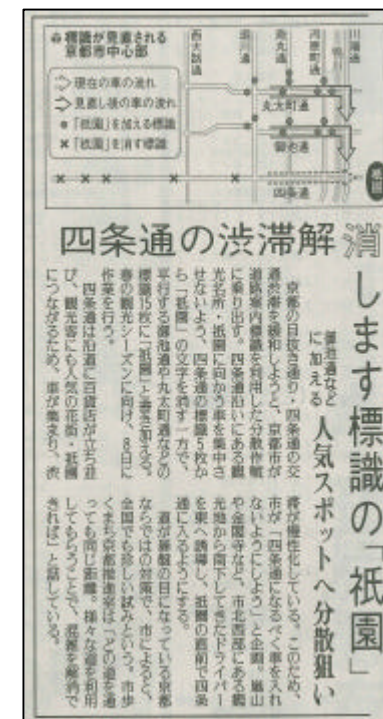 標識が見直される
京都市中心部
現在の車の流れ
見直し後の車の流れ
「祇園」を加える標識
「祇園」を消す標識
西大路通
堀川通
烏丸通
河原町通
川端通
丸太町通
御池通
四条通
消します標識の「祇園」
四条通の渋滞解
御池通など
に加える
人気スポットへ分散狙い
京都の目抜き通り・四条通の交
通渋滞を緩和しようと、京都市が
道路案内標識を利用した分散作戦
に乗り出す。四条通沿いにある観
光名所・祇園に向かう車を集中さ
せないよう、四条通の標識5枚か
ら「祇園」の文字を消す一方で、
平行する御池通や丸太町通などの
標識15枚に「祇園」と書き加える。
春の観光シーズンに向け、8日に
作業を行う。
四条通は沿道に百貨店が立ち並
び、観光客にも人気の花街・祇園
につながるため、車が集まり、渋
滞が慢性化している。このため、
市が「四条通になるべく車を入れ
ないようにしよう」と企画。嵐山
や金閣寺など、市北西部にある観
光地から南下してきたドライバー
を東へ誘導し、祇園の直前で四条
通に入るようにする。
道が碁盤の目になっている京都
ならではの対策で、市によると、
全国でも珍しい試みという。市歩
くまち京都推進室は「どの道を通
っても同じ距離。様々な道を利用
してもらうことで、混雑を解消で
きれば」と話している。